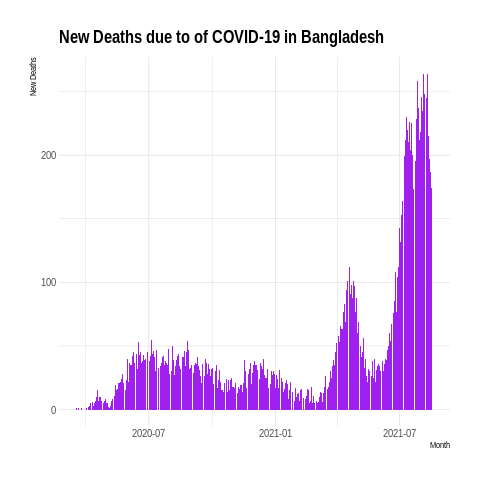 New Deaths due to of COVID-19 in Bangladesh
New Deaths
200
100
0
2020-07
2021-01
2021-07
Month